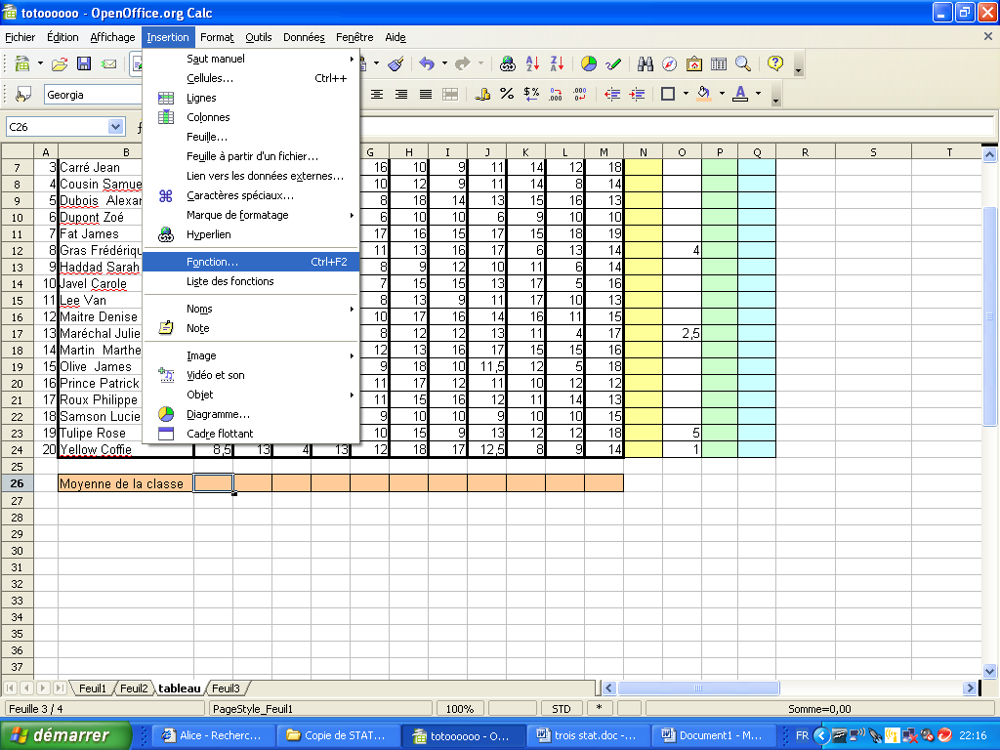 totoooooo - OpenOffice.org Calc
Fichier Édition Affichage Insertion Format Outils Données Fenêtre Aide
Georgia
C26
Saut manuel
Cellules... Ctrl++
Lignes
Colonnes
Feuille...
Feuille à partir d'un fichier...
Lien vers les données externes...
Caractères spéciaux...
Marque de formatage
Hyperlien
Fonction... Ctrl+F2
Liste des fonctions
Noms
Note
Image
Vidéo et son
Objet
Diagramme...
Cadre flottant
A B G H I J K L M N O P Q R S T
7 3 Carré Jean 16 10 9 11 14 12 18
8 4 Cousin Samue 10 12 9 11 14 8 14
9 5 Dubois Alexar 8 18 14 13 15 16 13
10 6 Dupont Zoé 6 10 10 6 9 10 10
11 7 Fat James 17 16 15 17 15 18 19
12 8 Gras Frédériqu 11 13 16 17 6 13 14 4
13 9 Haddad Sarah 8 9 12 10 11 6 14
14 10 Javel Carole 7 15 15 13 17 5 16
15 11 Lee Van 8 13 9 11 17 10 13
16 12 Maitre Denise 10 17 16 14 16 11 15
17 13 Maréchal Julie 8 12 12 13 11 4 17 2,5
18 14 Martin Marthe 12 13 16 17 15 15 16
19 15 Olive James 9 18 10 11,5 12 5 18
20 16 Prince Patrick 11 17 12 11 10 12 12
21 17 Roux Philippe 11 15 16 12 11 14 13
22 18 Samson Lucie 9 10 10 9 10 10 15
23 19 Tulipe Rose 10 15 9 13 12 12 18 5
24 20 Yellow Coffie 8,5 13 4 13 12 18 17 12,5 8 9 14 1
25
26 Moyenne de la classe
27
28
29
30
31
32
33
34
35
36
37
Feuil1 Feuil2 tableau Feuil3
Feuille 3 / 4 PageStyle_Feuil1 100% STD * Somme=0,00
démarrer Alice - Recherc... Copie de STAT... totoooooo - O... trois stat.doc -... Document1 - M... FR 22:16